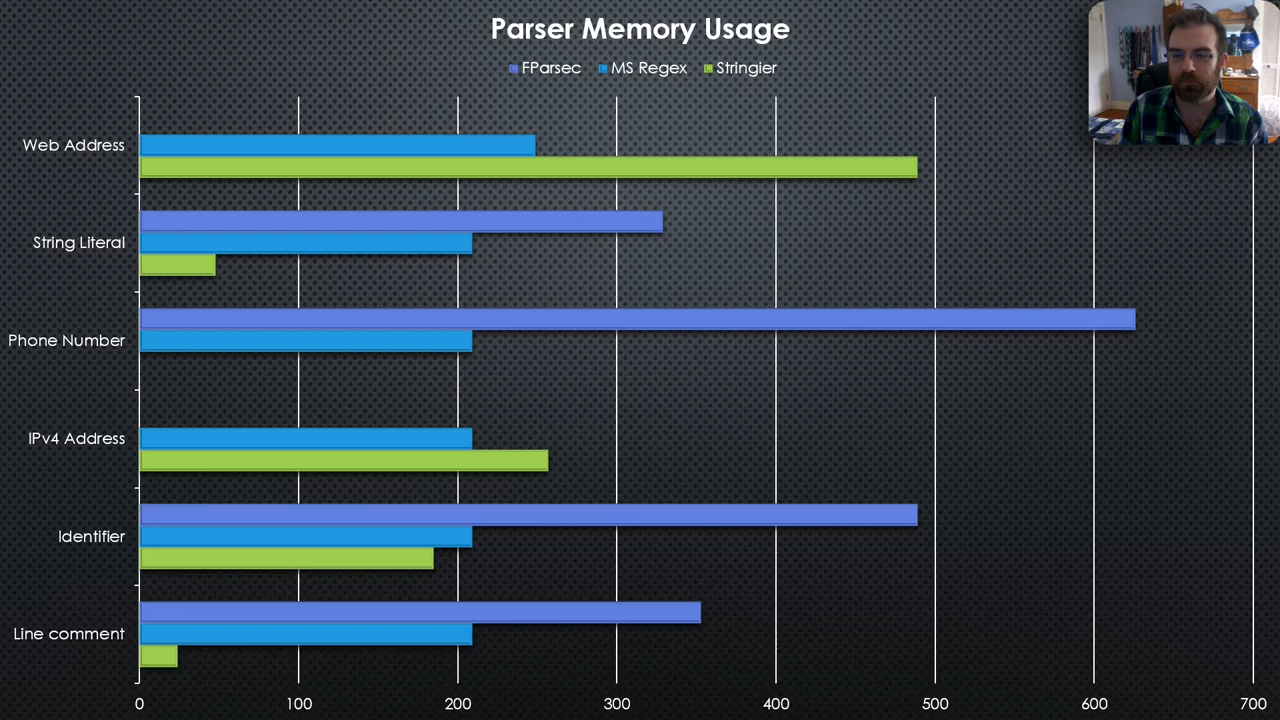 Parser Memory Usage
FParsec MS Regex Stringier
Web Address
String Literal
Phone Number
IPv4 Address
Identifier
Line comment
0 100 200 300 400 500 600 700